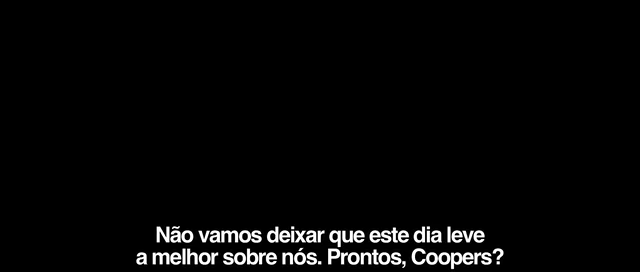 Não vamos deixar que este dia leve
a melhor sobre nós. Prontos, Coopers?